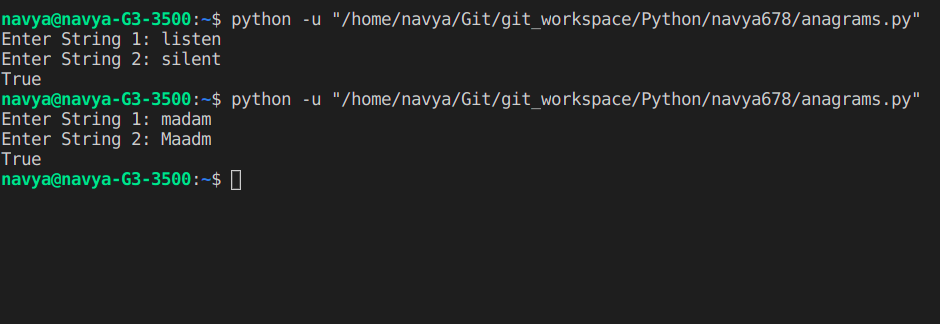 navya@navya-G3-3500:~$ python -u "/home/navya/Git/git_workspace/Python/navya678/anagrams.py"
Enter String 1: listen
Enter String 2: silent
True
navya@navya-G3-3500:~$ python -u "/home/navya/Git/git_workspace/Python/navya678/anagrams.py"
Enter String 1: madam
Enter String 2: Maadm
True
navya@navya-G3-3500:~$